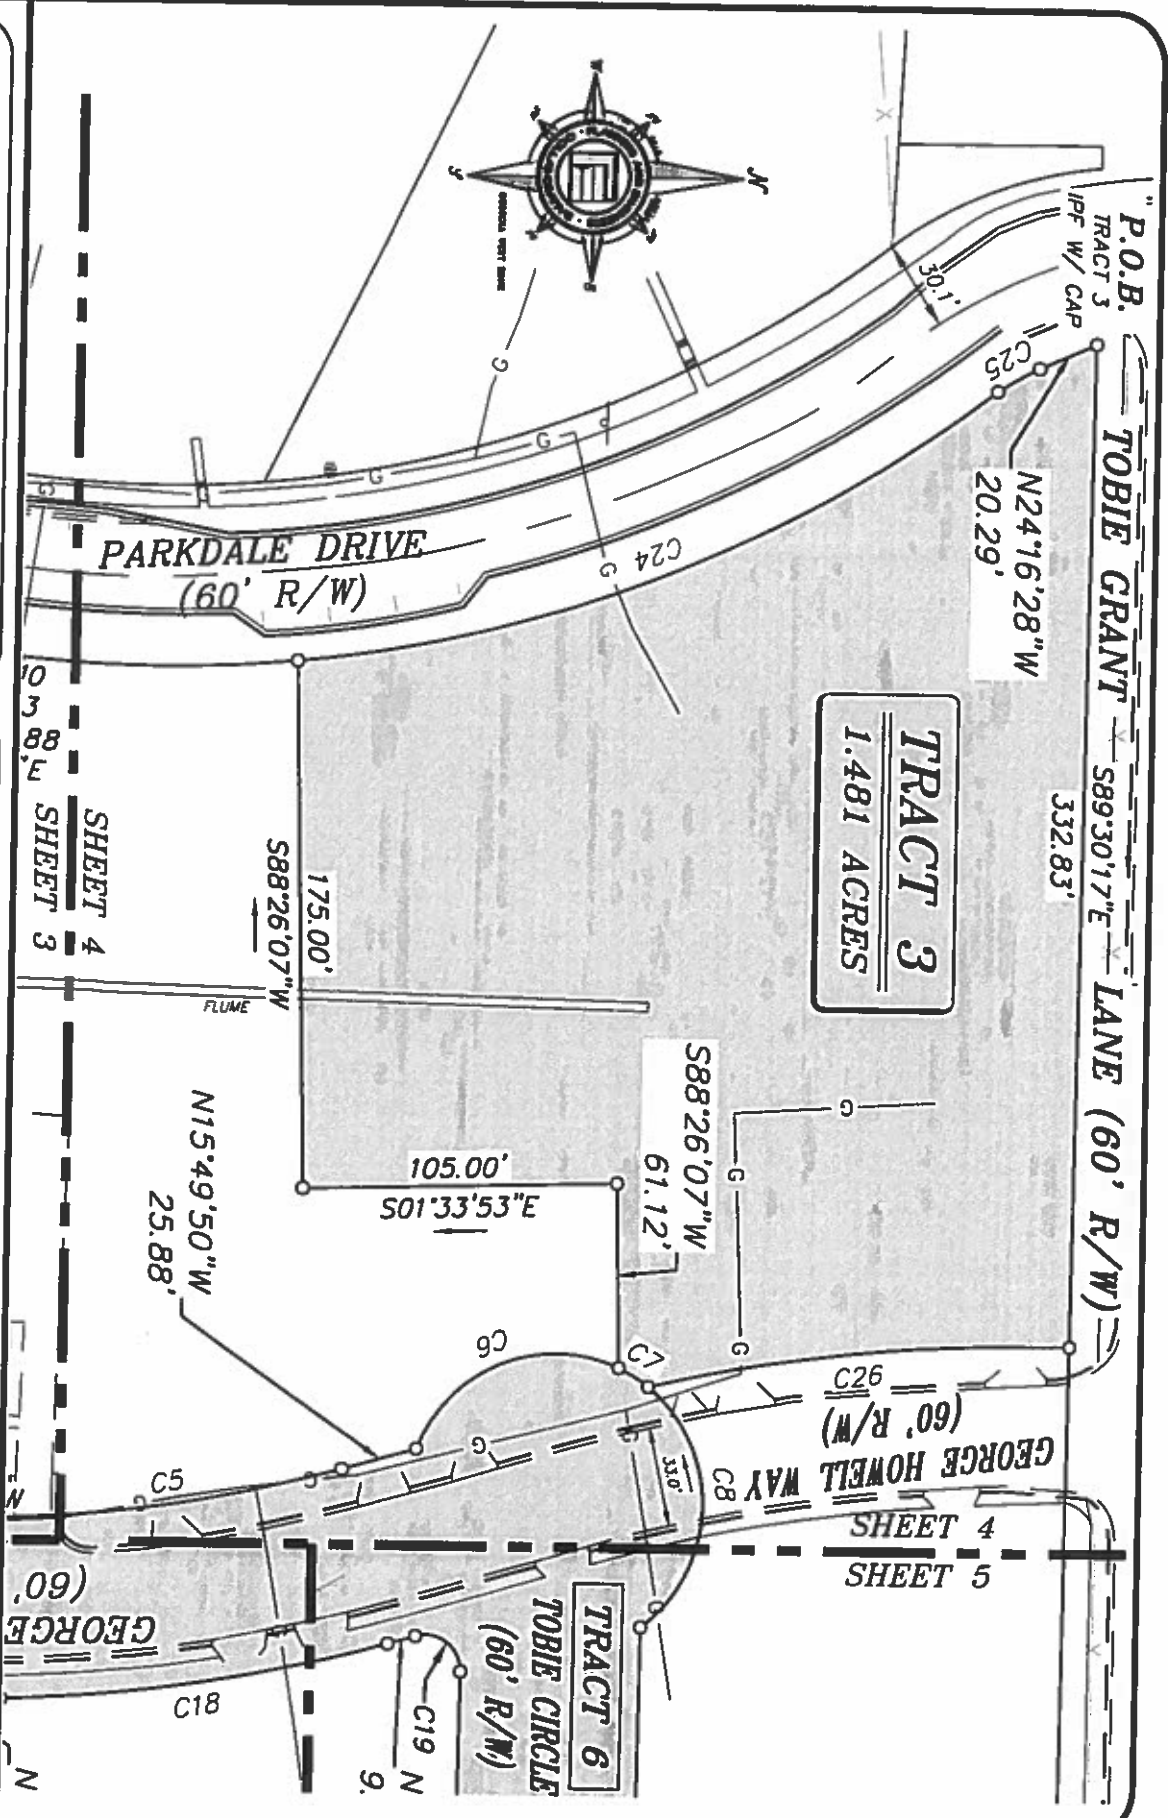 "P.O.B.
TRACT 3
IPF W/ CAP
TOBIE GRANT
S89°30'17"E
332.83'
LANE (60' R/W)
30.1'
C25
N24°16'28"W
20.29'
C24
TRACT 3
1.481 ACRES
N
W
S
E
G
G
G
G
G
PARKDALE DRIVE
(60' R/W)
10
3
88
"E
SHEET 4
SHEET 3
175.00'
S88°26'07"W
FLUME
105.00'
S01°33'53"E
S88°26'07"W
61.12'
G
G
G
N15°49'50"W
25.88'
C6
C7
C26
(60' R/W)
GEORGE HOWELL WAY
C8
33.0'
SHEET 4
SHEET 5
C5
G
G
G
G
N
(60'
GEORGE
C18
C19
N
9.
TRACT 6
TOBIE CIRCLE
(60' R/W)
N
X
X
X
X